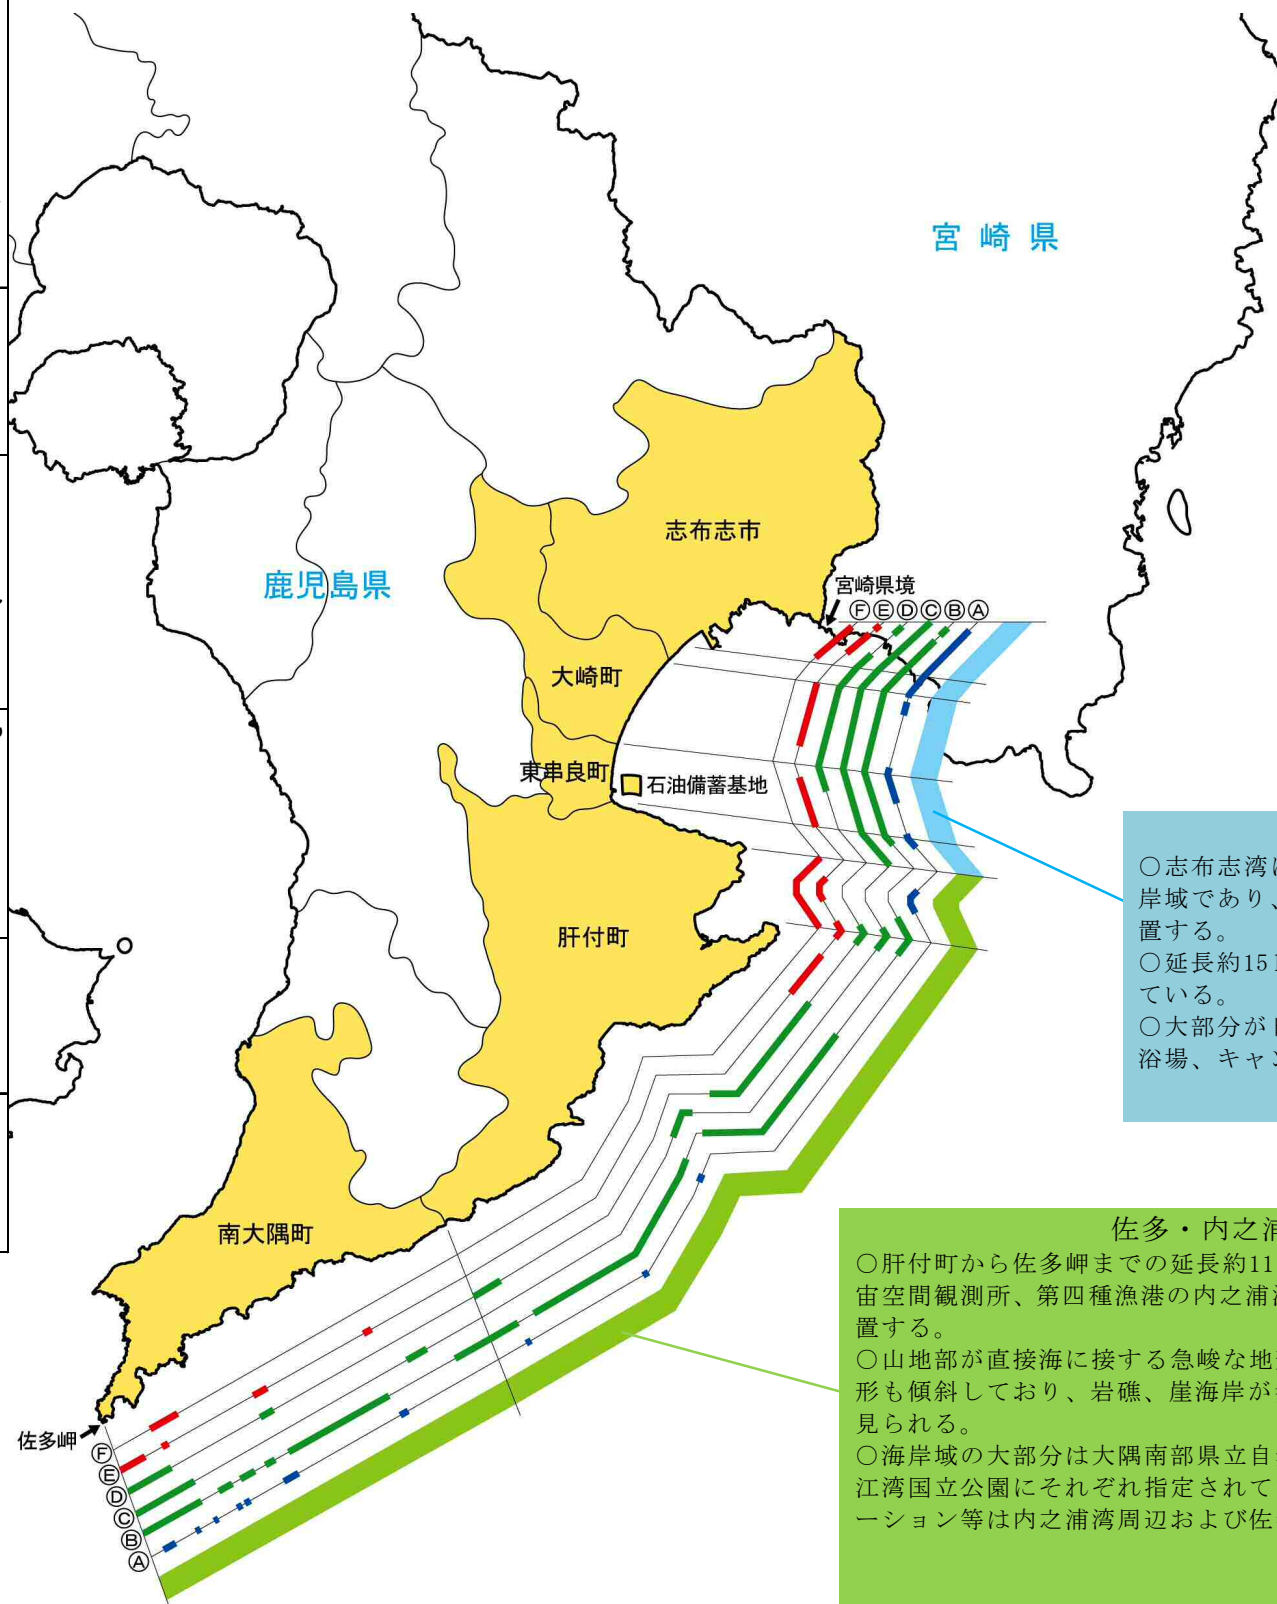 宮崎県
志布志市
鹿児島県
宮崎県境
ⒻⒺⒹⒸⒷⒶ
大崎町
東串良町
石油備蓄基地
肝付町
南大隅町
佐多岬
Ⓕ
Ⓔ
Ⓓ
Ⓒ
Ⓑ
Ⓐ
○志布志湾
岸域であり、
置する。
○延長約15
ている。
○大部分が
浴場、キャン
佐多・内之浦
○肝付町から佐多岬までの延長約11
宙空間観測所、第四種漁港の内之浦
置する。
○山地部が直接海に接する急峻な地
形も傾斜しており、岩礁、崖海岸が
見られる。
○海岸域の大部分は大隅南部県立自
江湾国立公園にそれぞれ指定されて
ーション等は内之浦湾周辺および佐